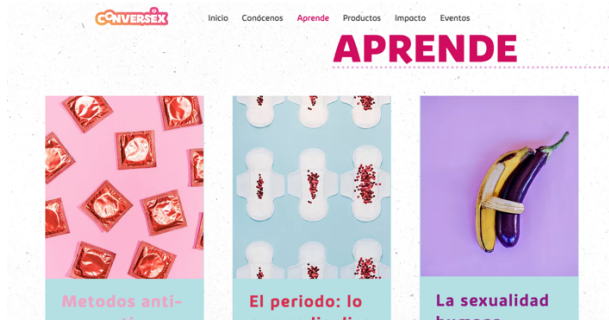 CONVERSEX
Inicio Conócenos Aprende Productos Impacto Eventos
APRENDE
Metodos anti-
El periodo: lo
La sexualidad